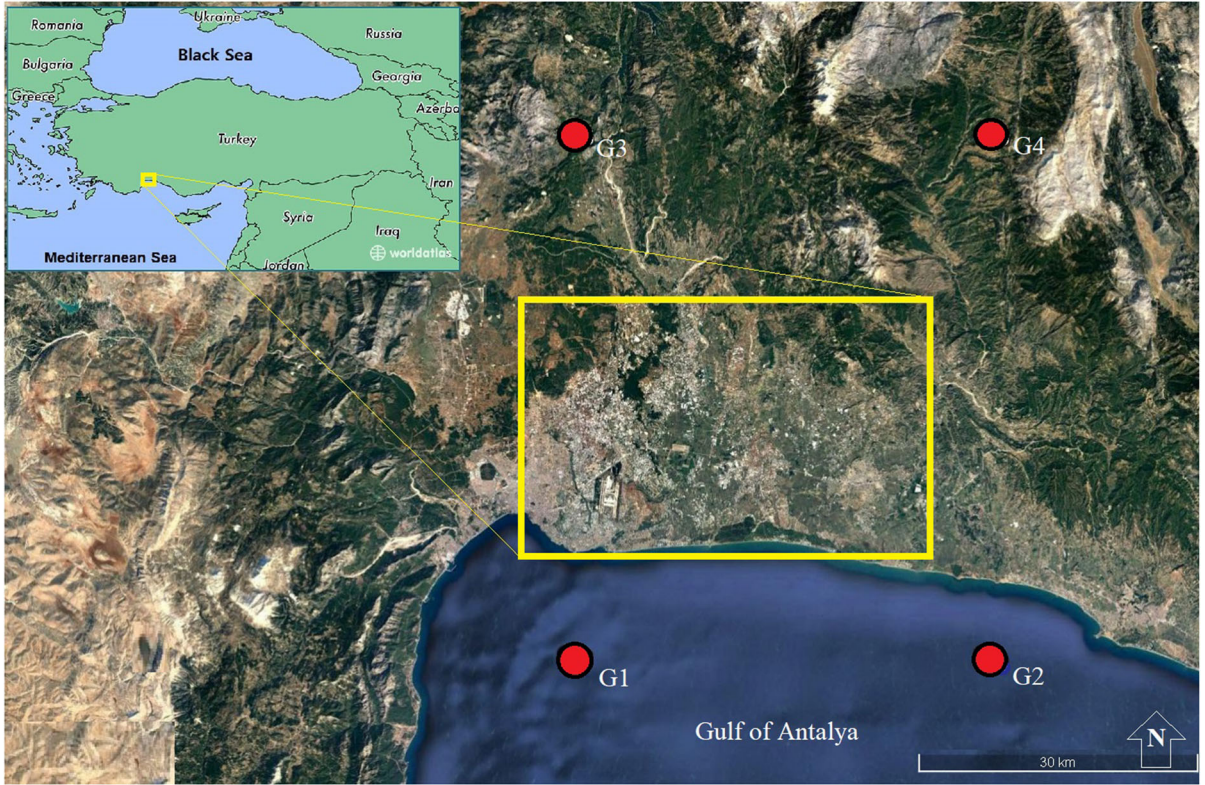 Romania
Ukraine
Russia
Black Sea
Bulgaria
Georgia
Greece
Azerba
Turkey
Iran
Syria
Iraq
worldatlas
Mediterranean Sea
Jordan
G3
G4
G1
G2
Gulf of Antalya
N
30 km